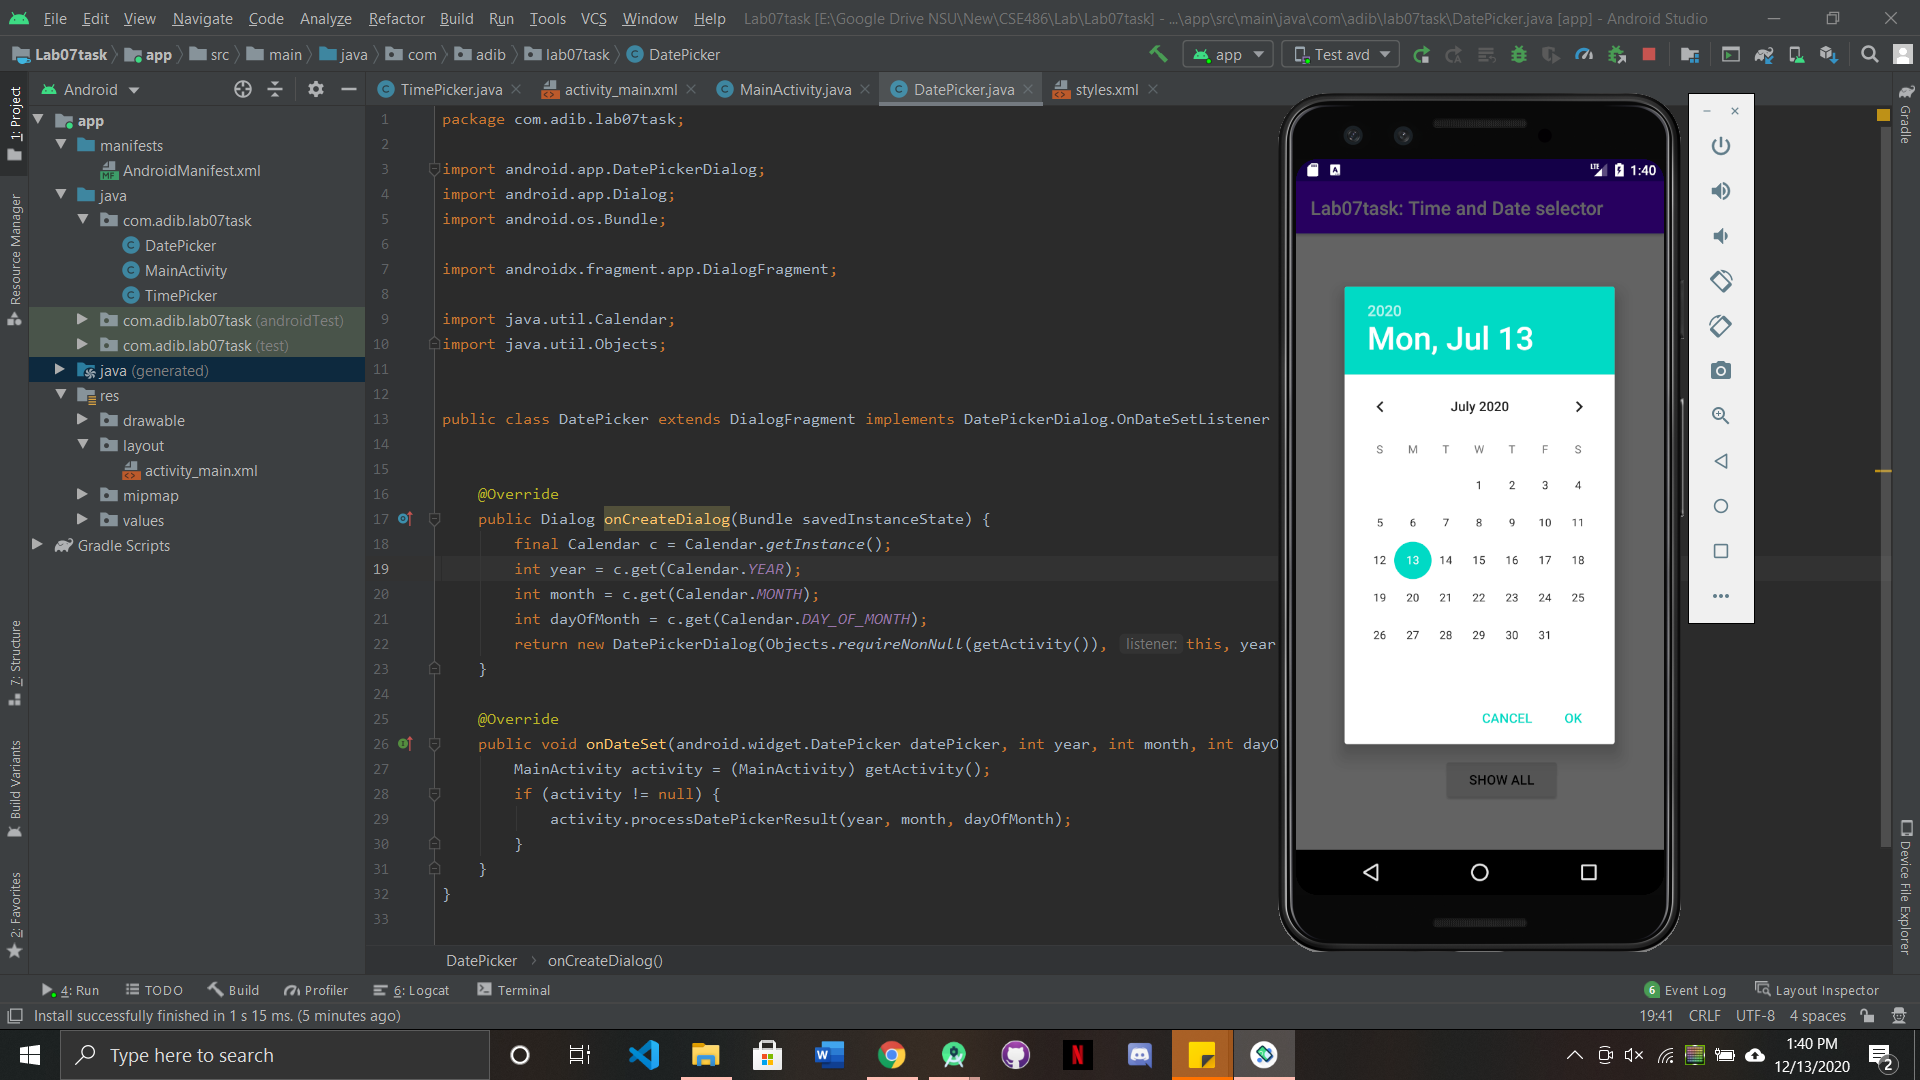 File Edit View Navigate Code Analyze Refactor Build Run Tools VCS Window Help Lab07task [E:\Google Drive NSU\New\CSE486\Lab\Lab07task] - ...\app\src\main\java\com\adib\lab07task\DatePicker.java [app] - Android Studio
Lab07task app src main java com adib lab07task DatePicker
app Test avd
Android
TimePicker.java activity_main.xml MainActivity.java DatePicker.java styles.xml
1: Project
Resource Manager
7: Structure
Build Variants
2: Favorites
app
manifests
AndroidManifest.xml
java
com.adib.lab07task
DatePicker
MainActivity
TimePicker
com.adib.lab07task (androidTest)
com.adib.lab07task (test)
java (generated)
res
drawable
layout
activity_main.xml
mipmap
values
Gradle Scripts
1 package com.adib.lab07task;
2
3 import android.app.DatePickerDialog;
4 import android.app.Dialog;
5 import android.os.Bundle;
6
7 import androidx.fragment.app.DialogFragment;
8
9 import java.util.Calendar;
10 import java.util.Objects;
11
12
13 public class DatePicker extends DialogFragment implements DatePickerDialog.OnDateSetListener
14
15
16 @Override
17 public Dialog onCreateDialog(Bundle savedInstanceState) {
18 final Calendar c = Calendar.getInstance();
19 int year = c.get(Calendar.YEAR);
20 int month = c.get(Calendar.MONTH);
21 int dayOfMonth = c.get(Calendar.DAY_OF_MONTH);
22 return new DatePickerDialog(Objects.requireNonNull(getActivity()), listener: this, year
23 }
24
25 @Override
26 public void onDateSet(android.widget.DatePicker datePicker, int year, int month, int dayO
27 MainActivity activity = (MainActivity) getActivity();
28 if (activity != null) {
29 activity.processDatePickerResult(year, month, dayOfMonth);
30 }
31 }
32 }
33
DatePicker onCreateDialog()
LTE 1:40
Lab07task: Time and Date selector
2020
Mon, Jul 13
July 2020
S M T W T F S
1 2 3 4
5 6 7 8 9 10 11
12 13 14 15 16 17 18
19 20 21 22 23 24 25
26 27 28 29 30 31
CANCEL OK
SHOW ALL
Gradle
Device File Explorer
4: Run TODO Build Profiler 6: Logcat Terminal
6 Event Log Layout Inspector
Install successfully finished in 1 s 15 ms. (5 minutes ago)
19:41 CRLF UTF-8 4 spaces
Type here to search
1:40 PM
12/13/2020
2